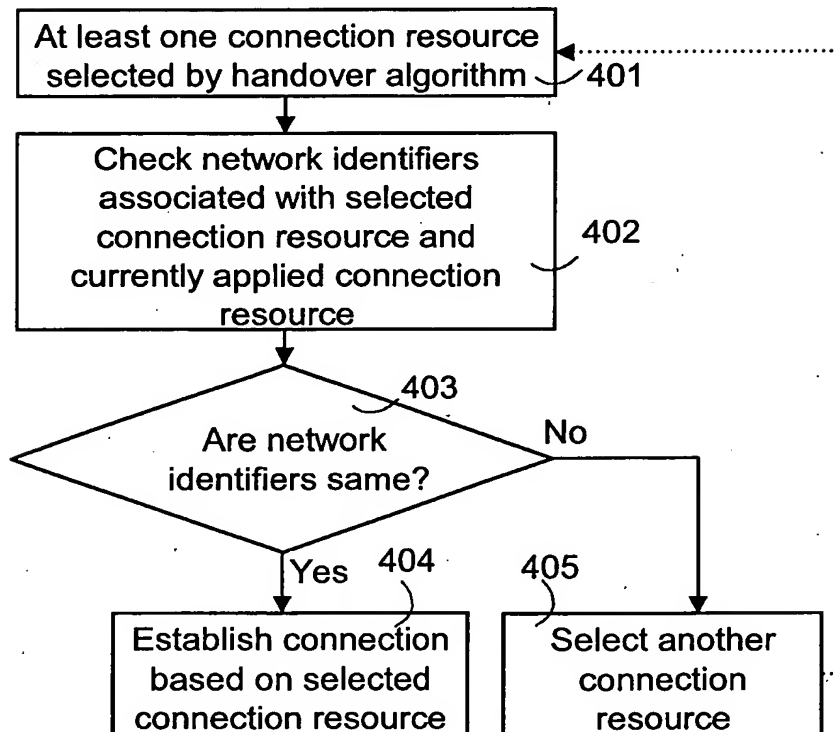 At least one connection resource
selected by handover algorithm
401
Check network identifiers
associated with selected
connection resource and
currently applied connection
resource
402
403
Are network
identifiers same?
No
Yes
404
405
Establish connection
based on selected
connection resource
Select another
connection
resource